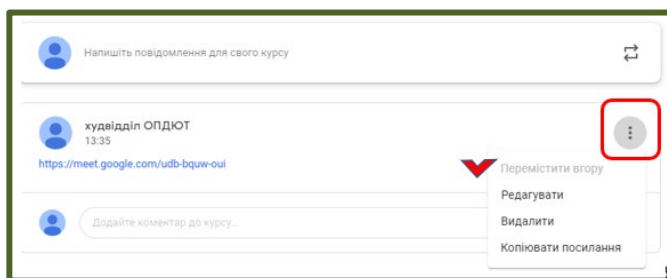 Напишіть повідомлення для свого курсу
худвідділ ОПДЮТ
13:35
https://meet.google.com/udb-bquw-oui
Перемістити вгору
Редагувати
Додайте коментар до курсу...
Видалити
Копіювати посилання